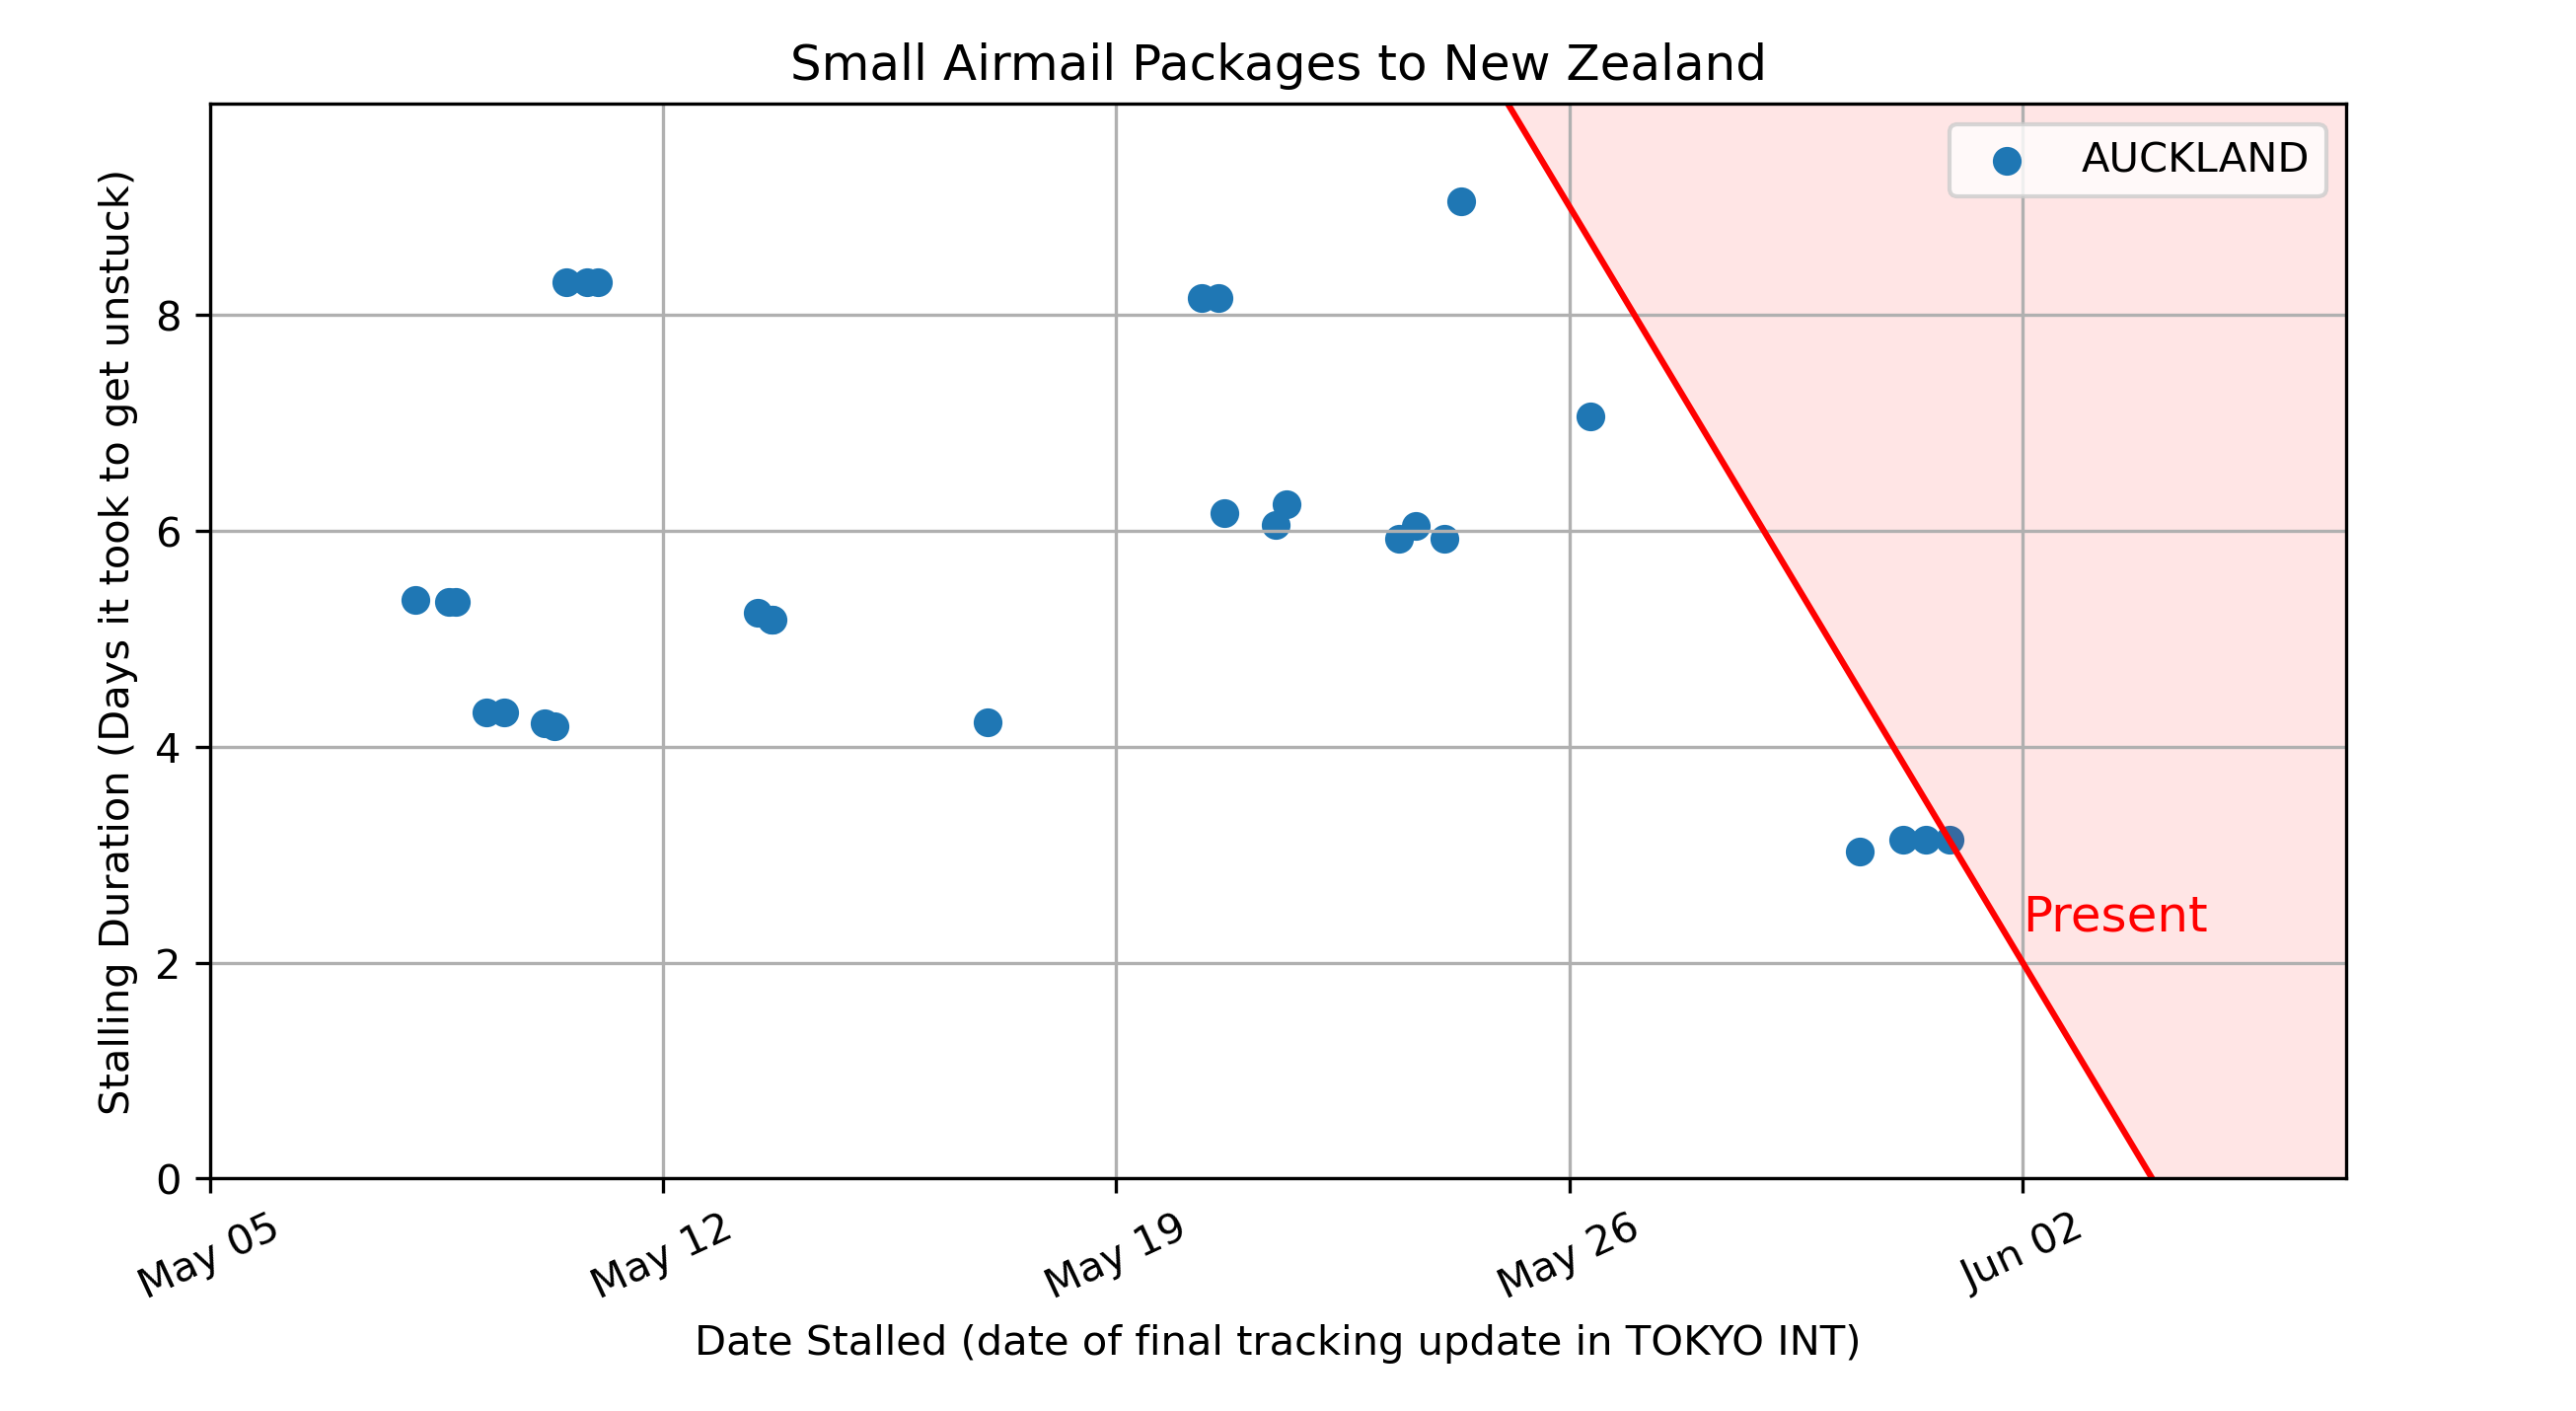 Small Airmail Packages to New Zealand
AUCKLAND
Stalling Duration (Days it took to get unstuck)
8
6
4
2
0
Present
May 05
May 12
May 19
May 26
Jun 02
Date Stalled (date of final tracking update in TOKYO INT)